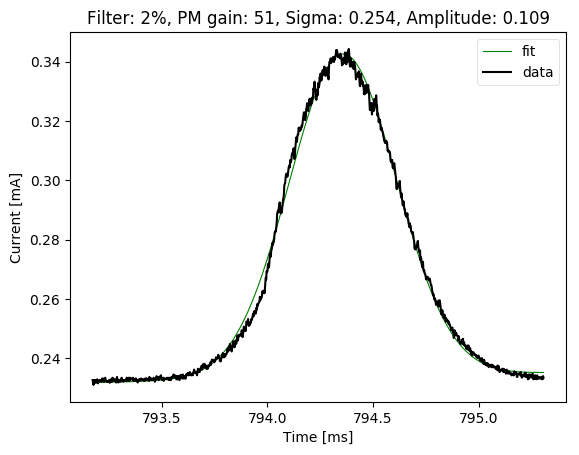 Filter: 2%, PM gain: 51, Sigma: 0.254, Amplitude: 0.109
fit
data
0.34
0.32
0.30
0.28
0.26
0.24
Current [mA]
793.5
794.0
794.5
795.0
Time [ms]